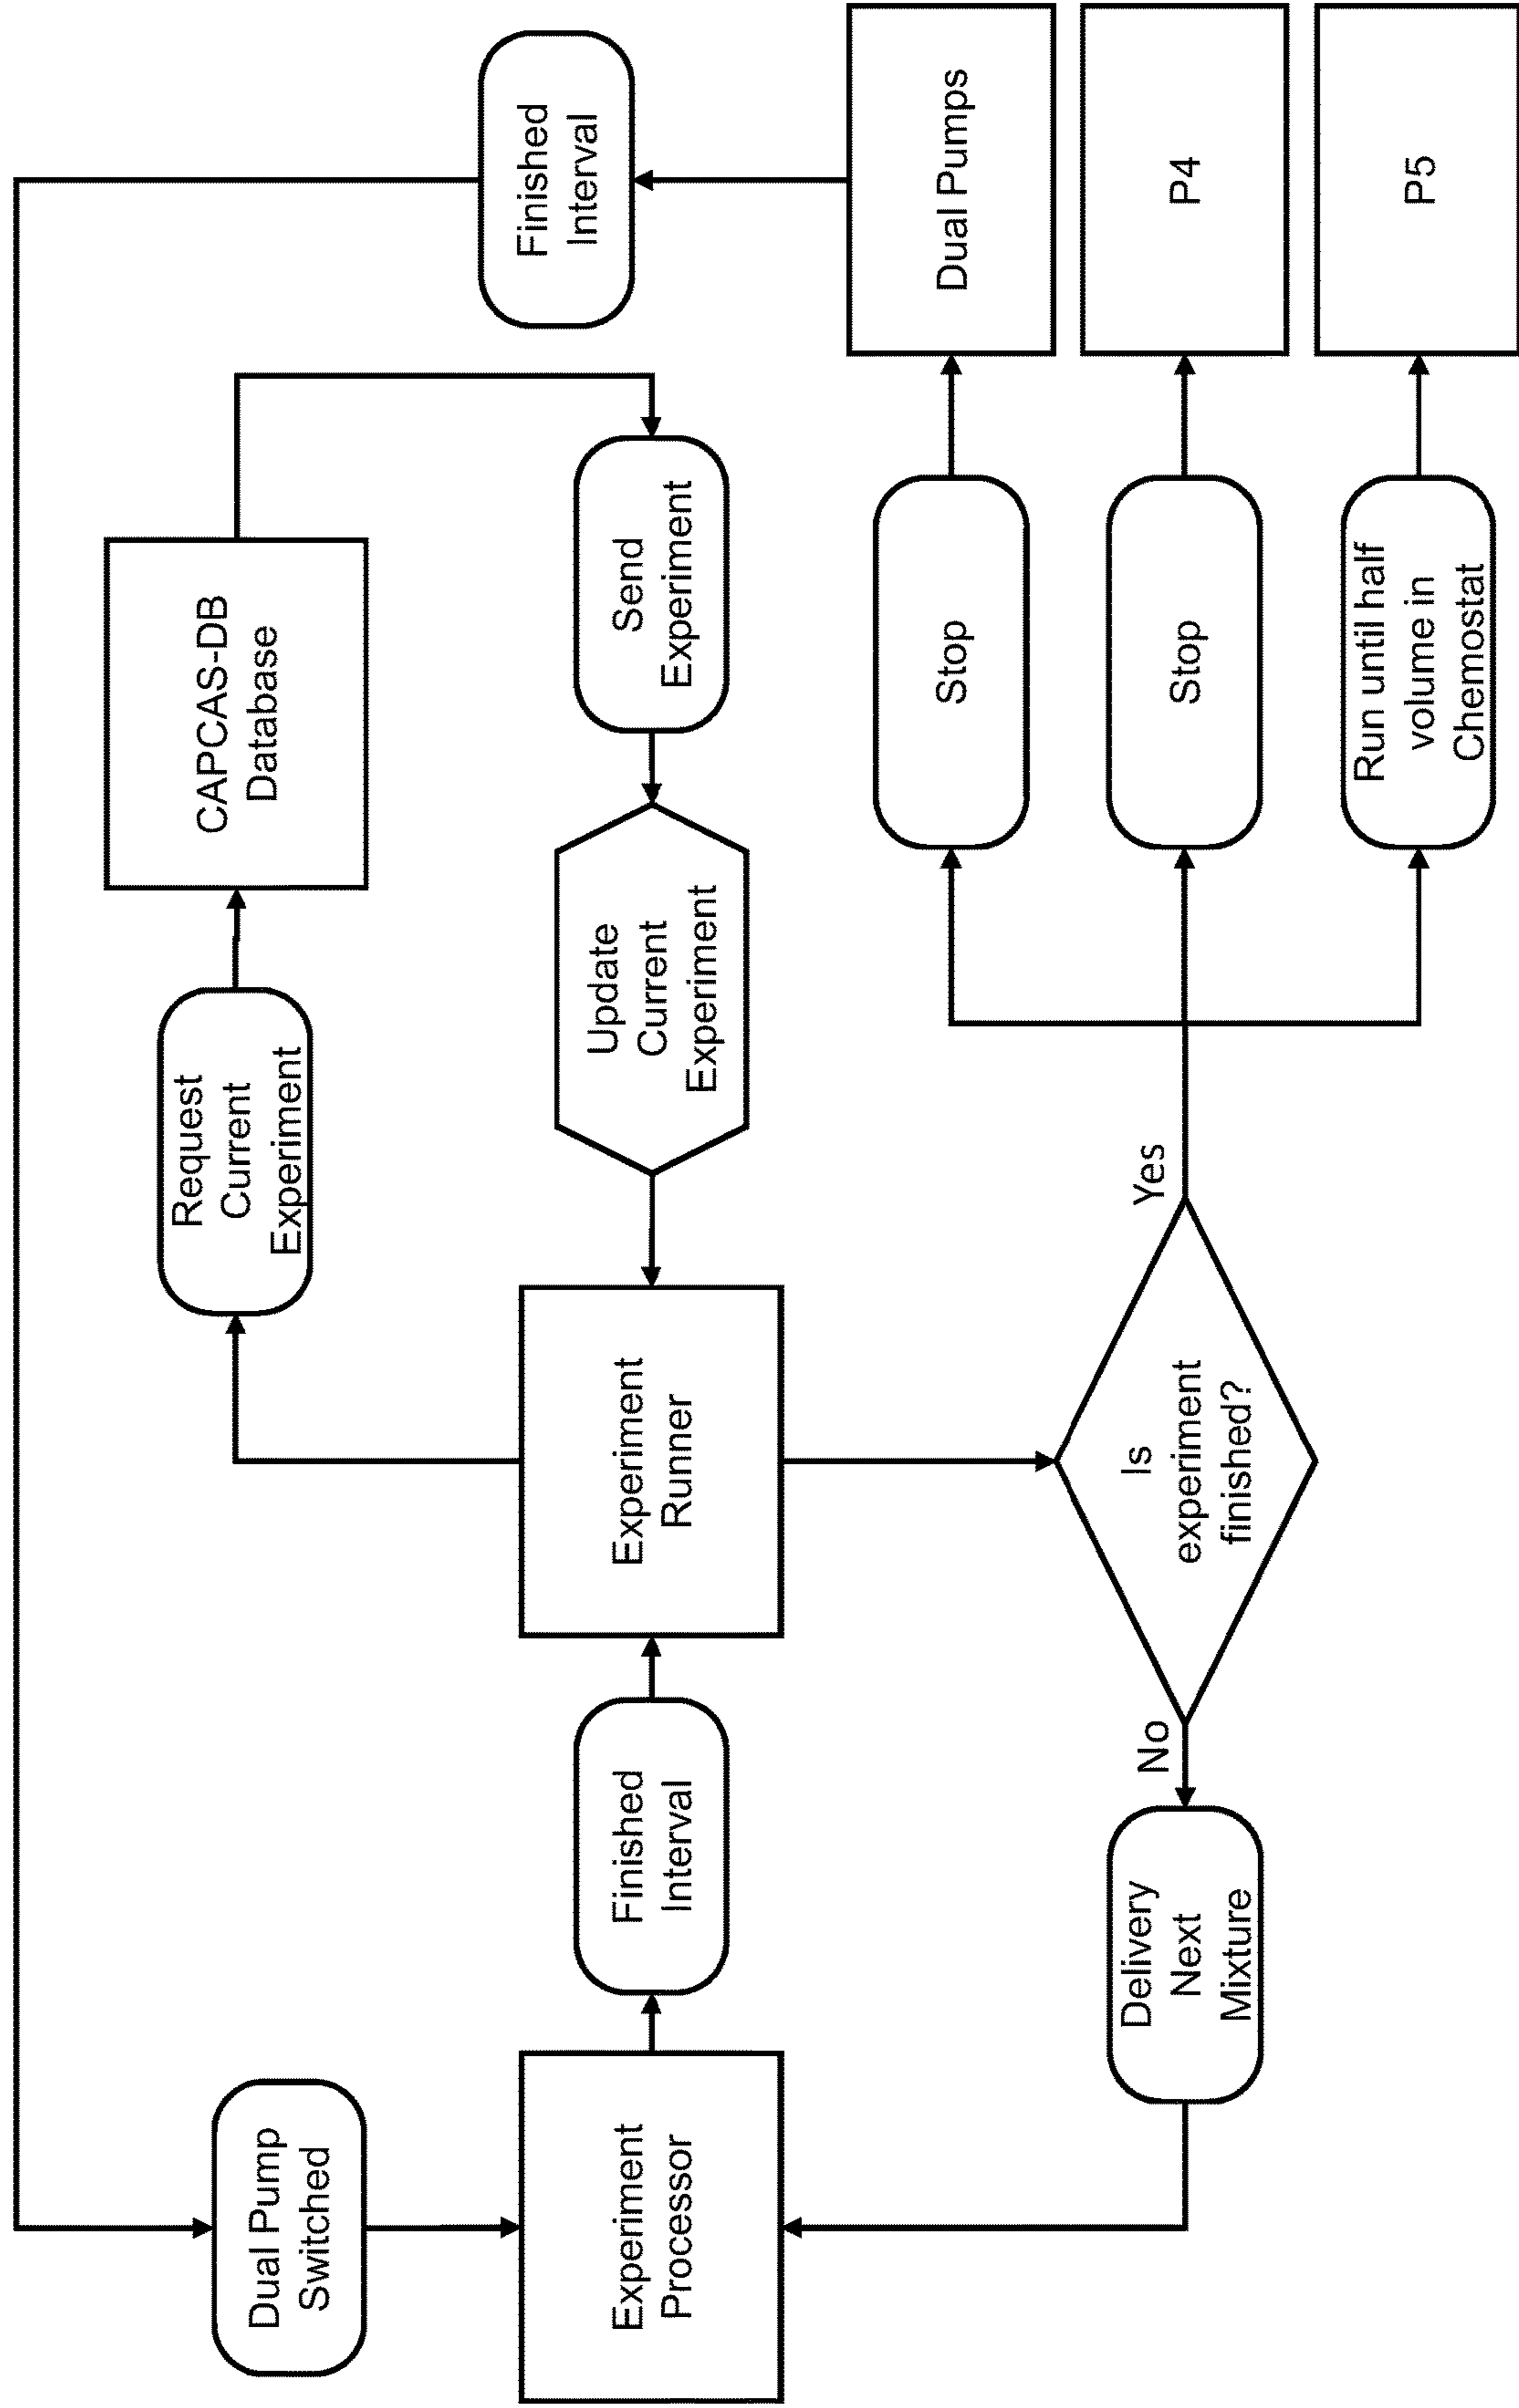 Dual Pump
Switched
Request
Current
Experiment
CAPCAS-DB
Database
Finished
Interval
Experiment
Processor
Finished
Interval
Experiment
Runner
Update
Current
Experiment
Send
Experiment
Delivery
Next
Mixture
No
Is
experiment
finished?
Yes
Stop
Dual Pumps
Stop
P4
Run until half
volume in
Chemostat
P5